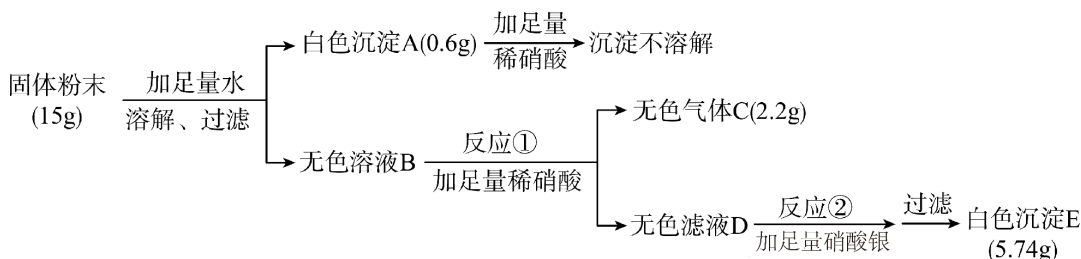 固体粉末
(15g)
加足量水
溶解、过滤
白色沉淀A(0.6g)
加足量
稀硝酸
沉淀不溶解
无色溶液B
反应①
加足量稀硝酸
无色气体C(2.2g)
无色滤液D
反应②
加足量硝酸银
过滤
白色沉淀E
(5.74g)